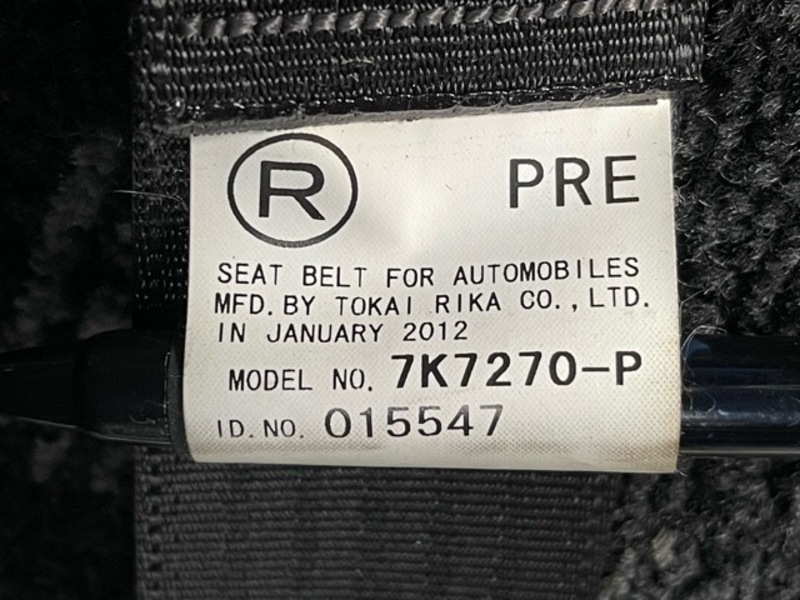 R PRE
SEAT BELT FOR AUTOMOBILES
MFD. BY TOKAI RIKA CO., LTD.
IN JANUARY 2012
MODEL NO. 7K7270-P
ID. NO. 015547